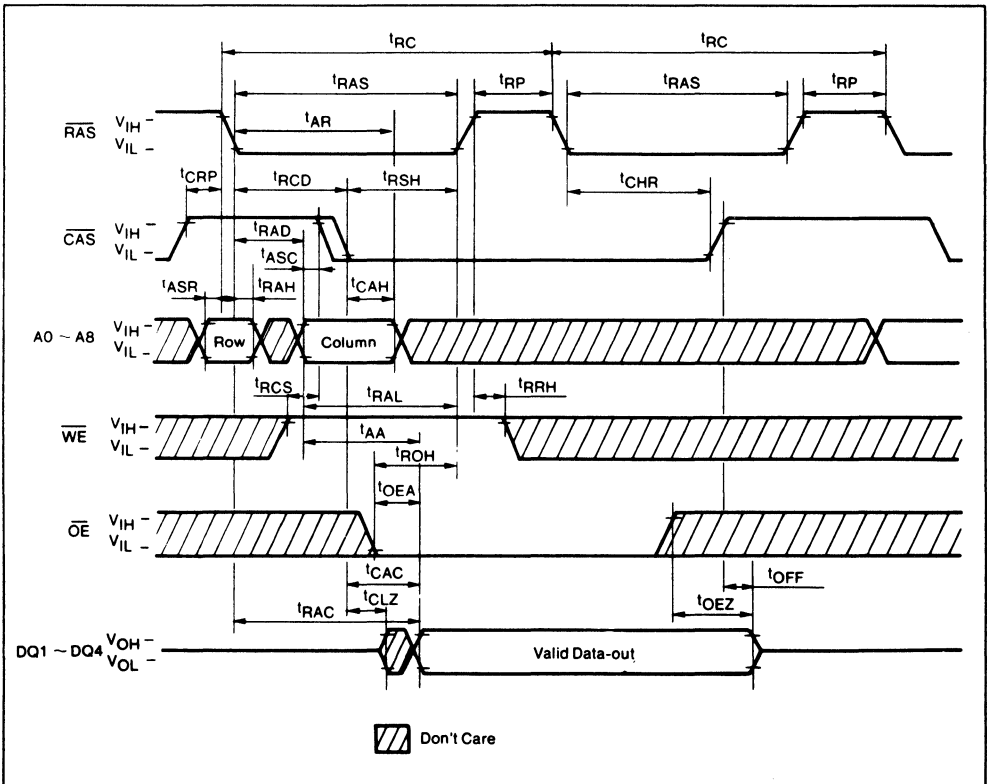 tRC tRC
tRAS tRP tRAS tRP
RAS VIH VIL
tAR
tCRP tRCD tRSH tCHR
CAS VIH VIL
tRAD
tASC
tASR tRAH tCAH
A0 ~ A8 VIH VIL Row Column
tRCS tRAL tRRH
WE VIH VIL
tAA
tROH
tOEA
OE VIH VIL
tCAC tOFF
tCLZ tOEZ
tRAC
DQ1 ~ DQ4 VOH VOL Valid Data-out
Don't Care